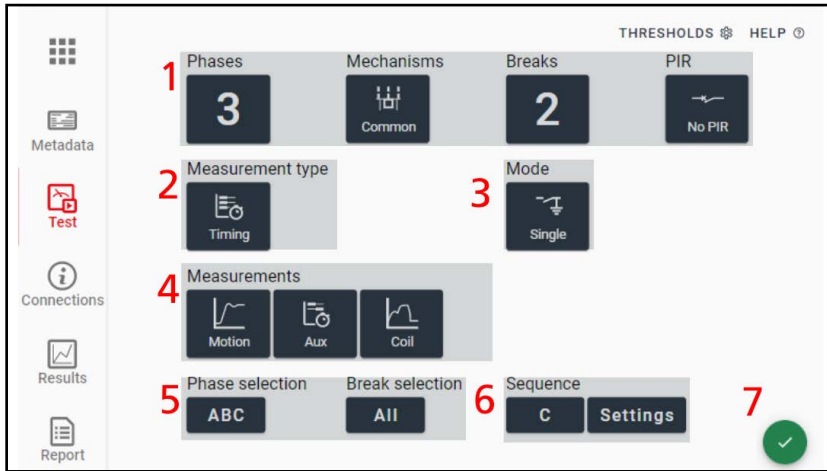 THRESHOLDS HELP
1 Phases Mechanisms Breaks PIR
3 Common 2 No PIR
Metadata
2 Measurement type 3 Mode
Timing Single
Test
4 Measurements
Connections
Motion Aux Coil
Results
5 Phase selection Break selection 6 Sequence 7
ABC All C Settings
Report